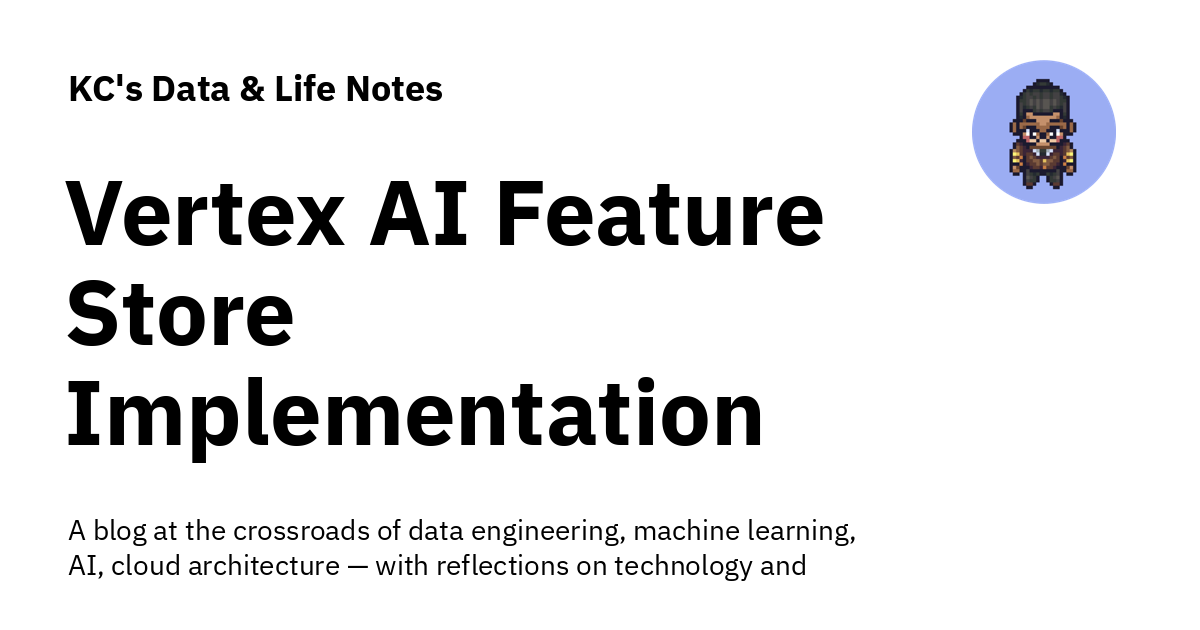 KC's Data & Life Notes
Vertex AI Feature
Store
Implementation
A blog at the crossroads of data engineering, machine learning,
AI, cloud architecture — with reflections on technology and